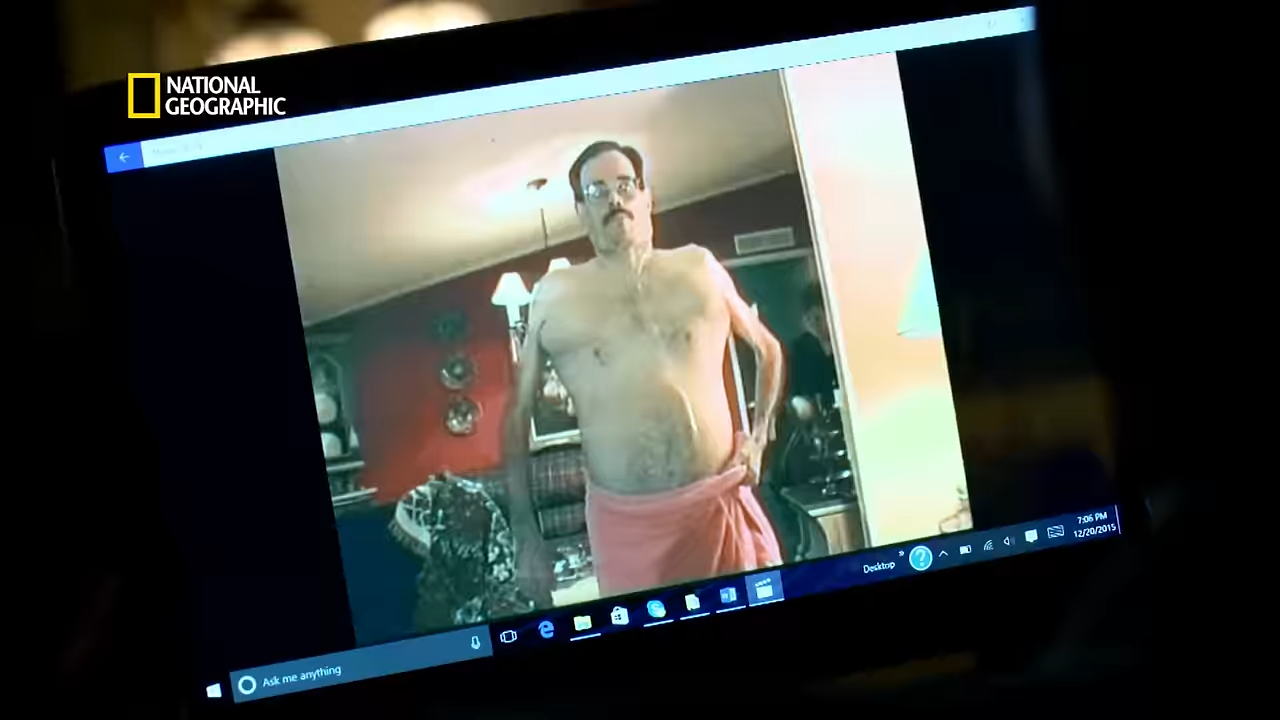 NATIONAL
GEOGRAPHIC
7:06 PM
Desktop
12/20/2015
Ask me anything